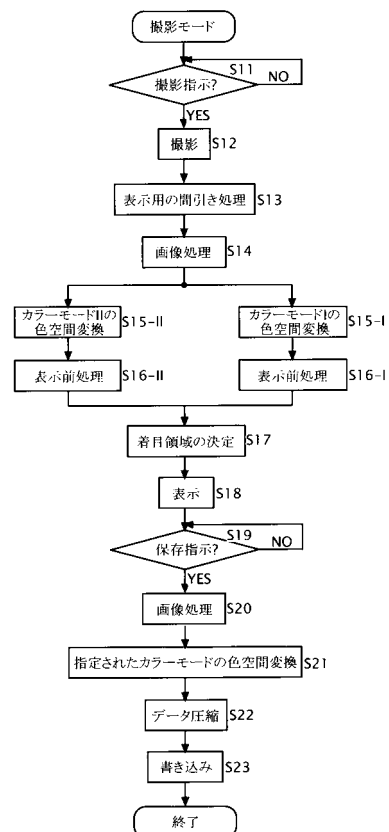 撮影モード
S11
撮影指示?
NO
YES
撮影
S12
表示用の間引き処理
S13
画像処理
S14
カラーモードIIの
色空間変換
S15-II
カラーモードIの
色空間変換
S15-I
表示前処理
S16-II
表示前処理
S16-I
着目領域の決定
S17
表示
S18
S19
保存指示?
NO
YES
画像処理
S20
指定されたカラーモードの色空間変換
S21
データ圧縮
S22
書き込み
S23
終了